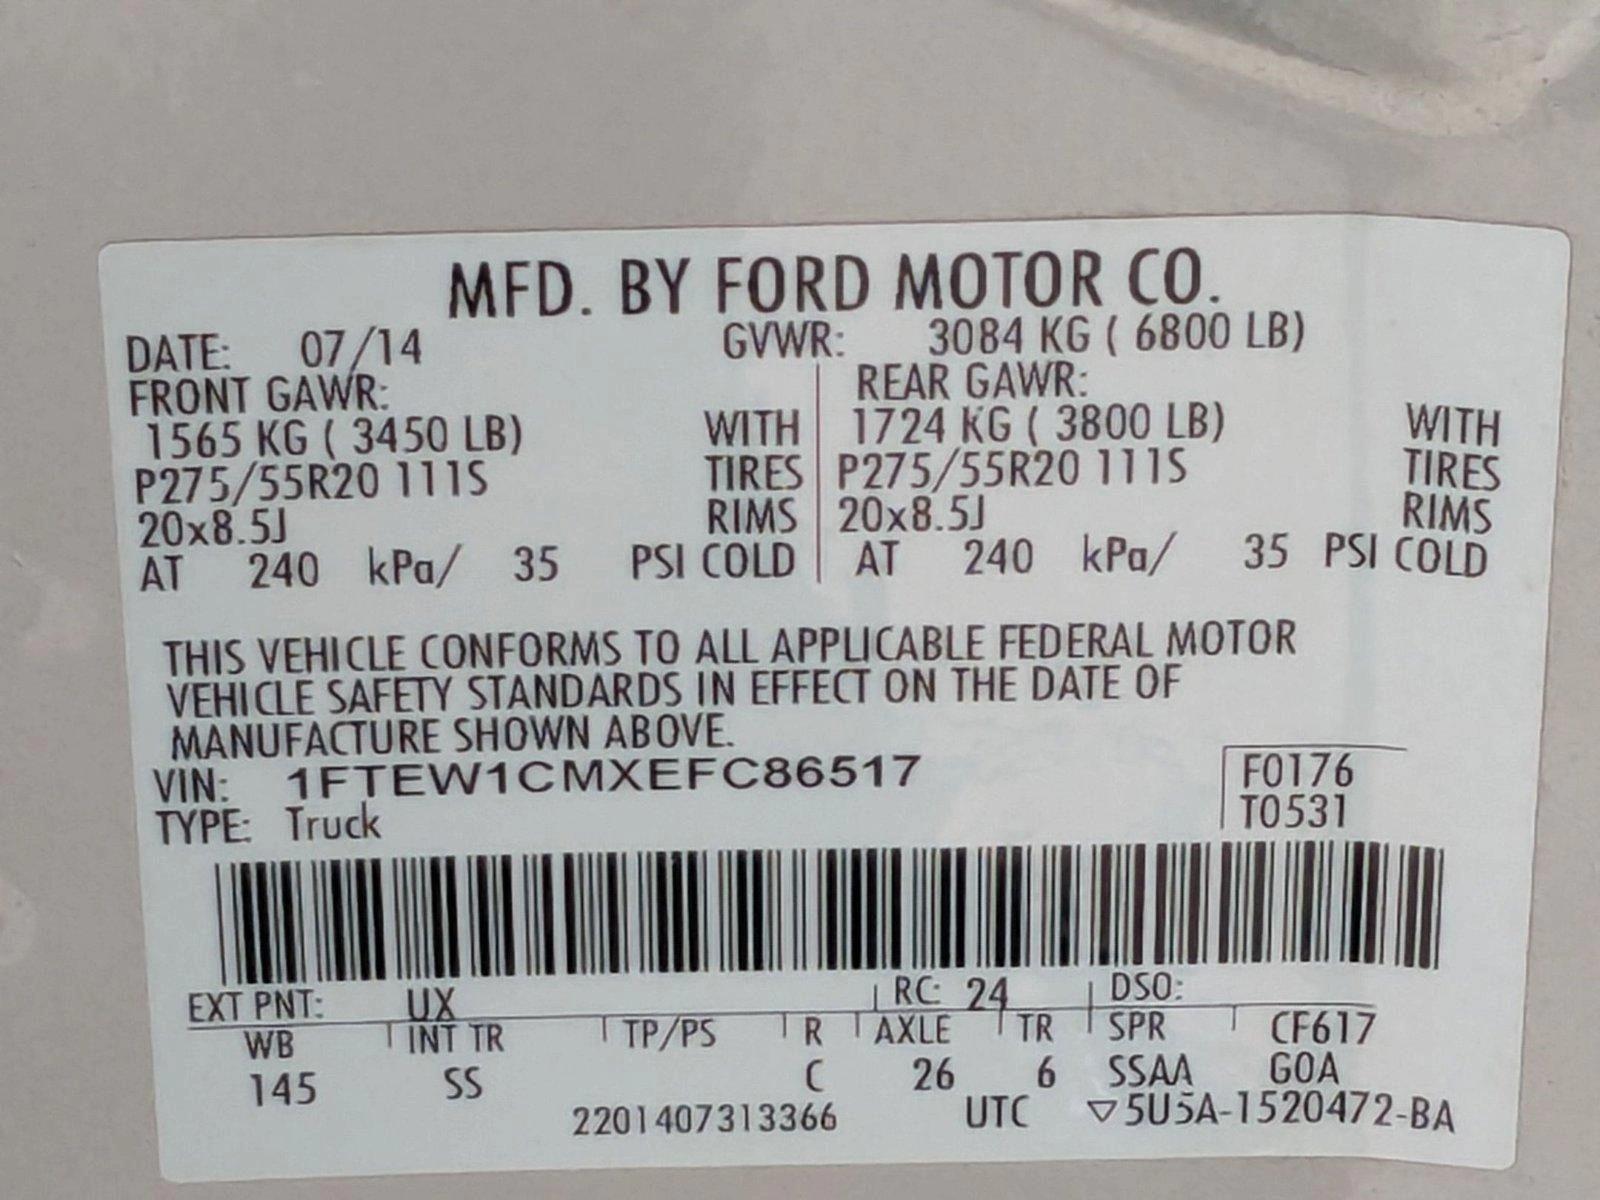 MFD. BY FORD MOTOR CO.
DATE: 07/14 GVWR: 3084 KG ( 6800 LB)
FRONT GAWR: REAR GAWR:
1565 KG ( 3450 LB) WITH 1724 KG ( 3800 LB) WITH
P275/55R20 111S TIRES P275/55R20 111S TIRES
20x8.5J RIMS 20x8.5J RIMS
AT 240 kPa/ 35 PSI COLD AT 240 kPa/ 35 PSI COLD
THIS VEHICLE CONFORMS TO ALL APPLICABLE FEDERAL MOTOR
VEHICLE SAFETY STANDARDS IN EFFECT ON THE DATE OF
MANUFACTURE SHOWN ABOVE.
VIN: 1FTEW1CMXEFC86517 F0176
TYPE: Truck T0531
EXT PNT: UX RC: 24 DSO:
WB INT TR TP/PS R AXLE TR SPR CF617
145 SS C 26 6 SSAA GOA
2201407313366 UTC ▽5U5A-1520472-BA